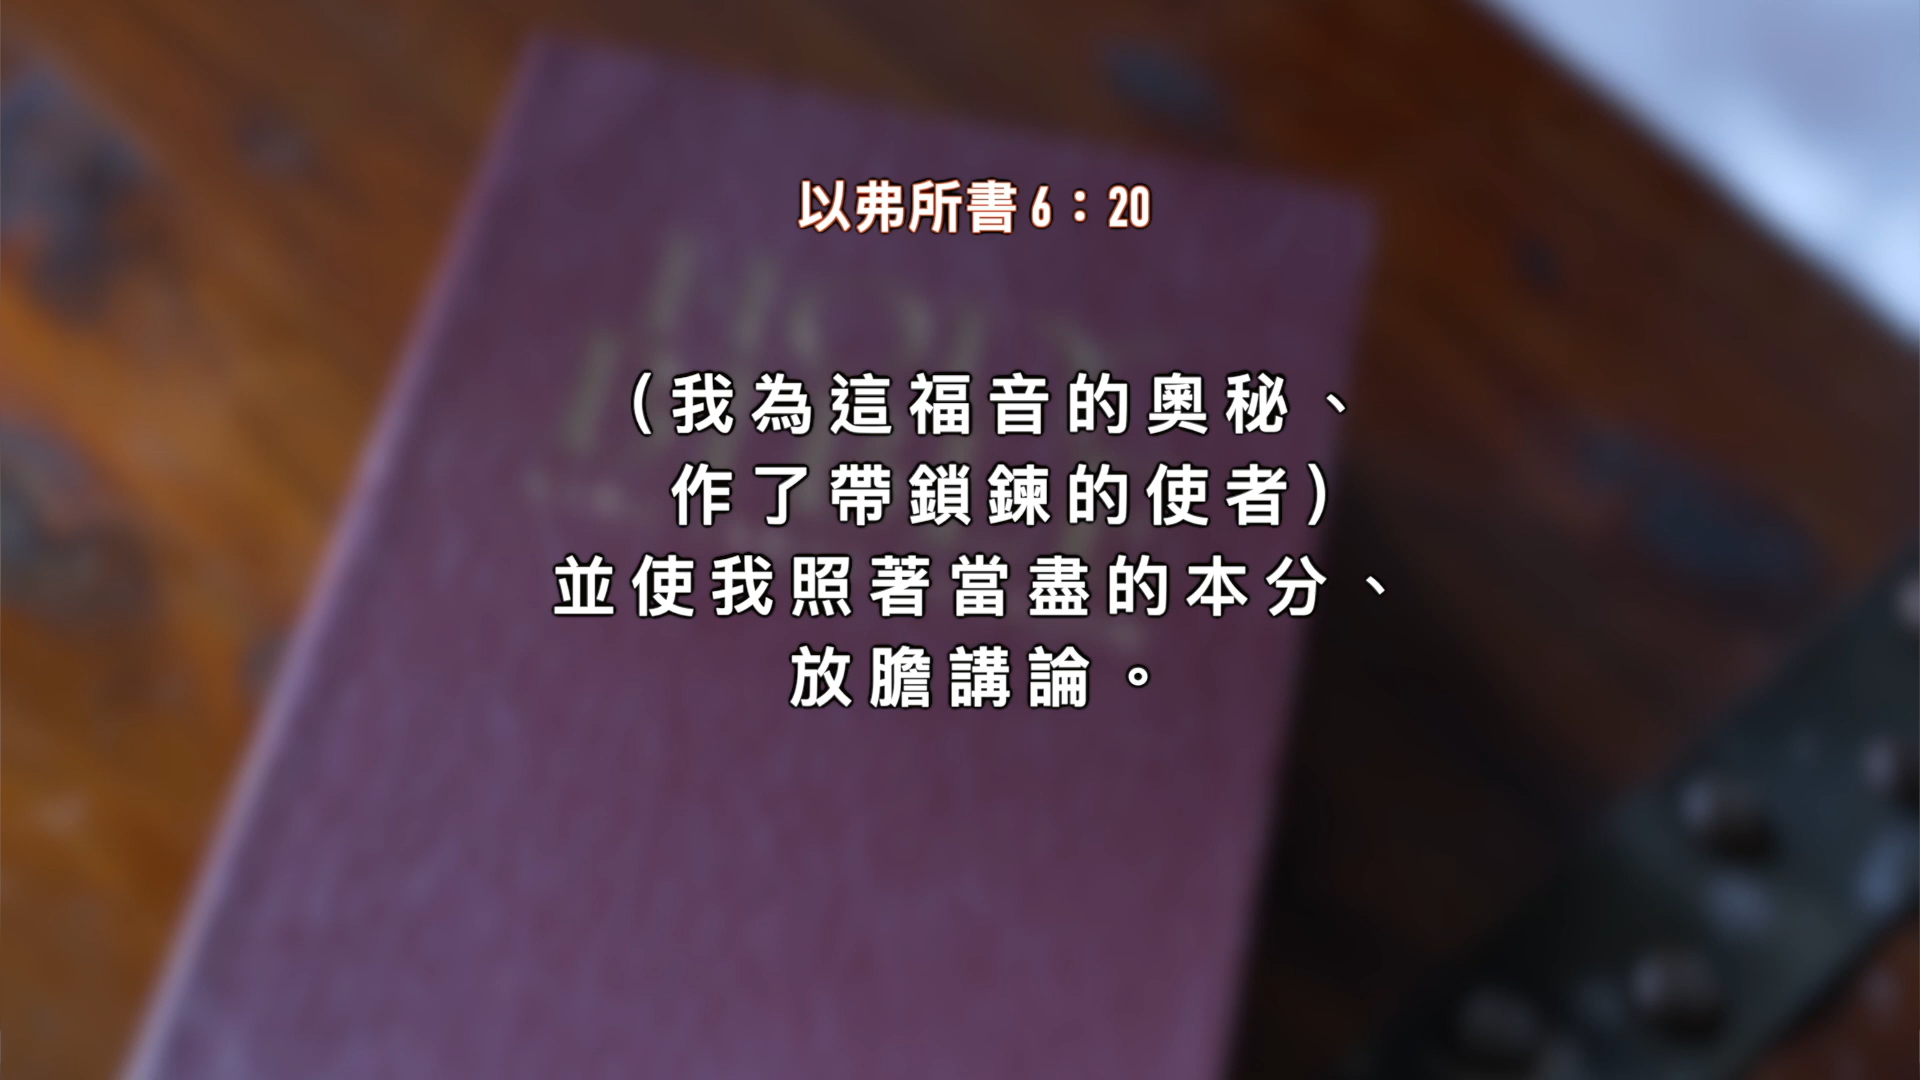 以弗所書 6：20
（我為這福音的奧秘、
作了帶鎖鍊的使者）
並使我照著當盡的本分、
放膽講論。